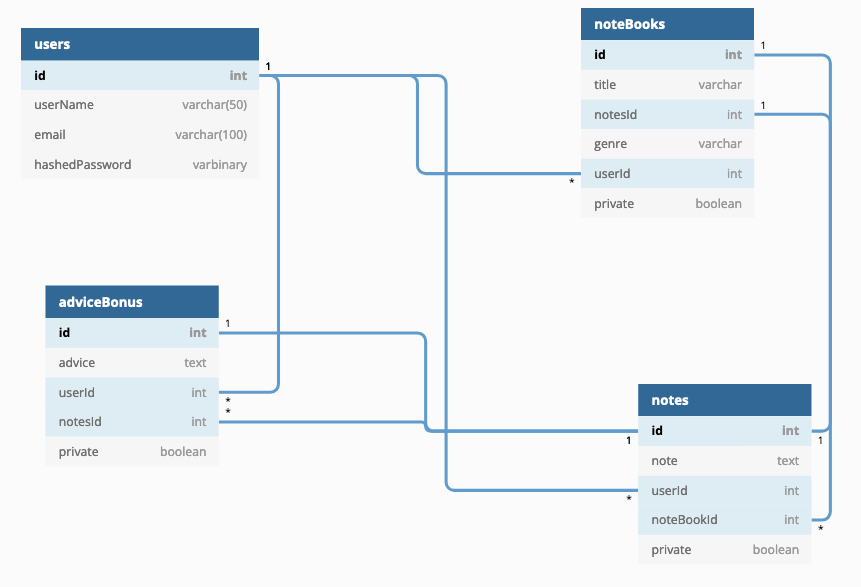 users
id int
userName varchar(50)
email varchar(100)
hashedPassword varbinary
1
noteBooks
id int
title varchar
notesId int
genre varchar
userId int
private boolean
1
1
*
adviceBonus
id int
advice text
userId int
notesId int
private boolean
1
*
*
notes
id int
note text
userId int
noteBookId int
private boolean
1
1
*
*